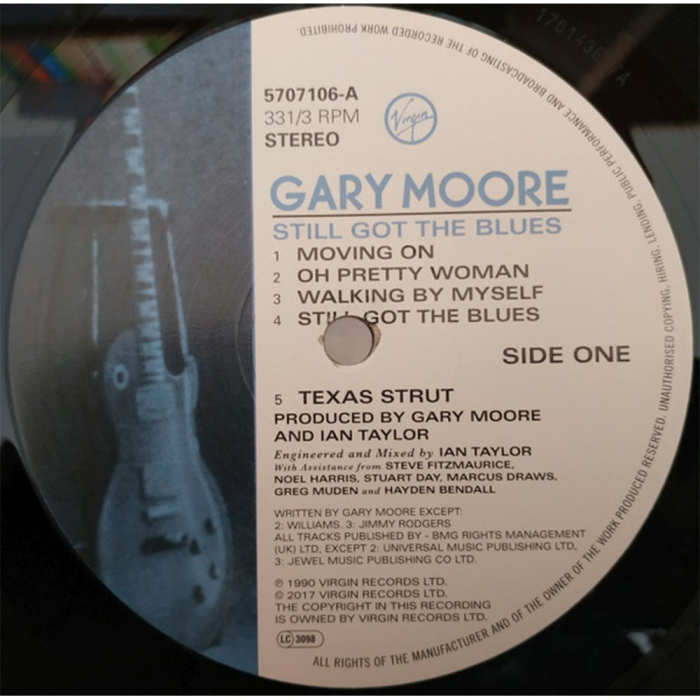 5707106-A
331/3 RPM
STEREO
Virgin
GARY MOORE
STILL GOT THE BLUES
1 MOVING ON
2 OH PRETTY WOMAN
3 WALKING BY MYSELF
4 STILL GOT THE BLUES
SIDE ONE
5 TEXAS STRUT
PRODUCED BY GARY MOORE
AND IAN TAYLOR
Engineered and Mixed by IAN TAYLOR
With Assistance from STEVE FITZMAURICE,
NOEL HARRIS, STUART DAY, MARCUS DRAWS,
GREG MUDEN and HAYDEN BENDALL
WRITTEN BY GARY MOORE EXCEPT:
2: WILLIAMS. 3: JIMMY RODGERS
ALL TRACKS PUBLISHED BY - BMG RIGHTS MANAGEMENT
(UK) LTD, EXCEPT 2: UNIVERSAL MUSIC PUBLISHING LTD,
3: JEWEL MUSIC PUBLISHING CO LTD.
℗ 1990 VIRGIN RECORDS LTD.
© 2017 VIRGIN RECORDS LTD.
THE COPYRIGHT IN THIS RECORDING
IS OWNED BY VIRGIN RECORDS LTD.
LC 3098
ALL RIGHTS OF THE MANUFACTURER AND OF THE OWNER OF THE WORK PRODUCED RESERVED. UNAUTHORISED COPYING, HIRING, LENDING, PUBLIC PERFORMANCE AND BROADCASTING OF THE RECORDED WORK PROHIBITED.